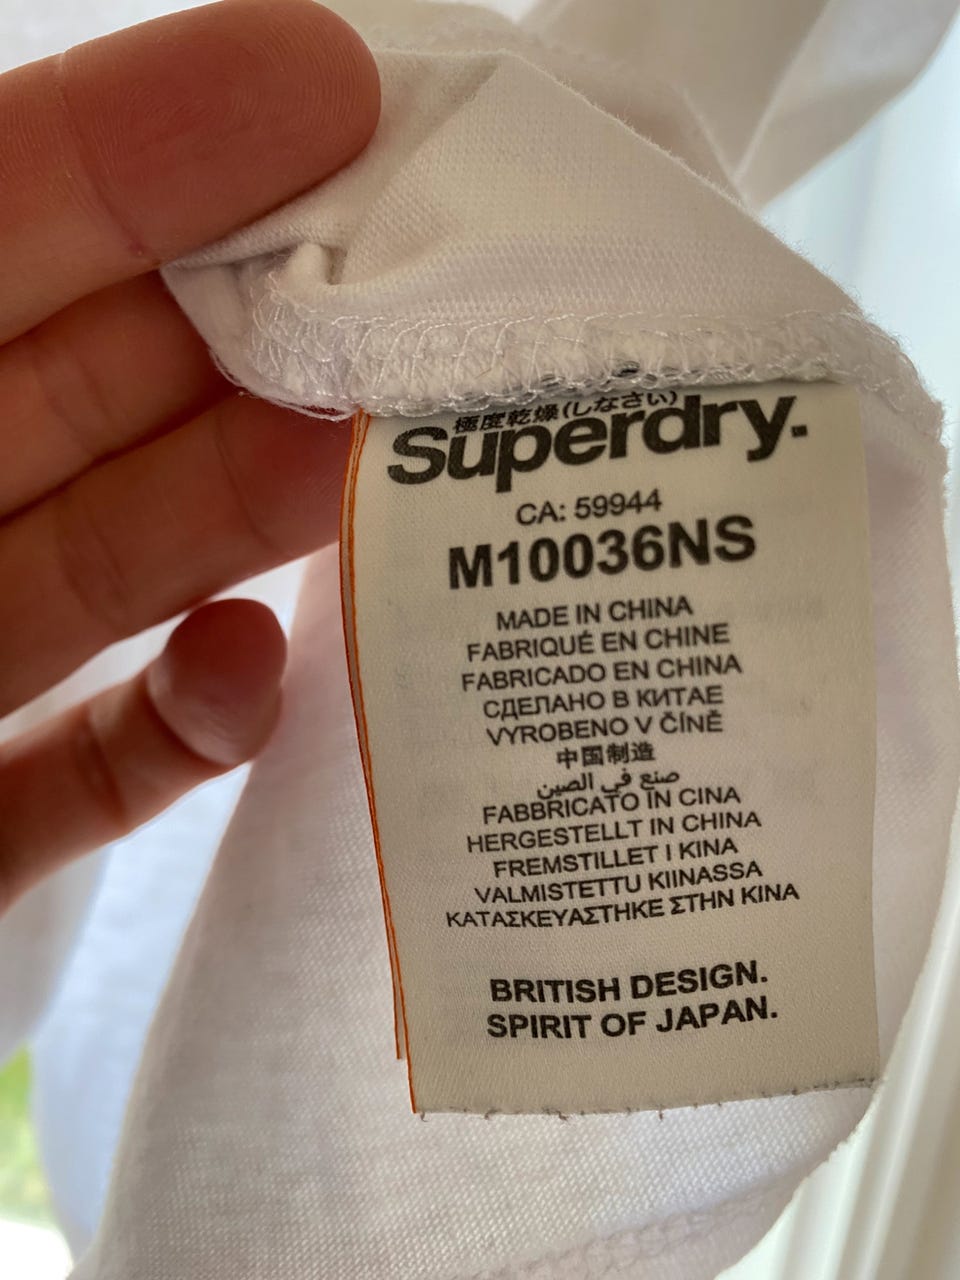 極度乾燥(しなさい)
Superdry.
CA: 59944
M10036NS
MADE IN CHINA
FABRIQUÉ EN CHINE
FABRICADO EN CHINA
СДЕЛАНО В КИТАЕ
VYROBENO V ČÍNĚ
中国制造
صنع في الصين
FABBRICATO IN CINA
HERGESTELLT IN CHINA
FREMSTILLET I KINA
VALMISTETTU KIINASSA
ΚΑΤΑΣΚΕΥΑΣΤΗΚΕ ΣΤΗΝ ΚΙΝΑ
BRITISH DESIGN.
SPIRIT OF JAPAN.